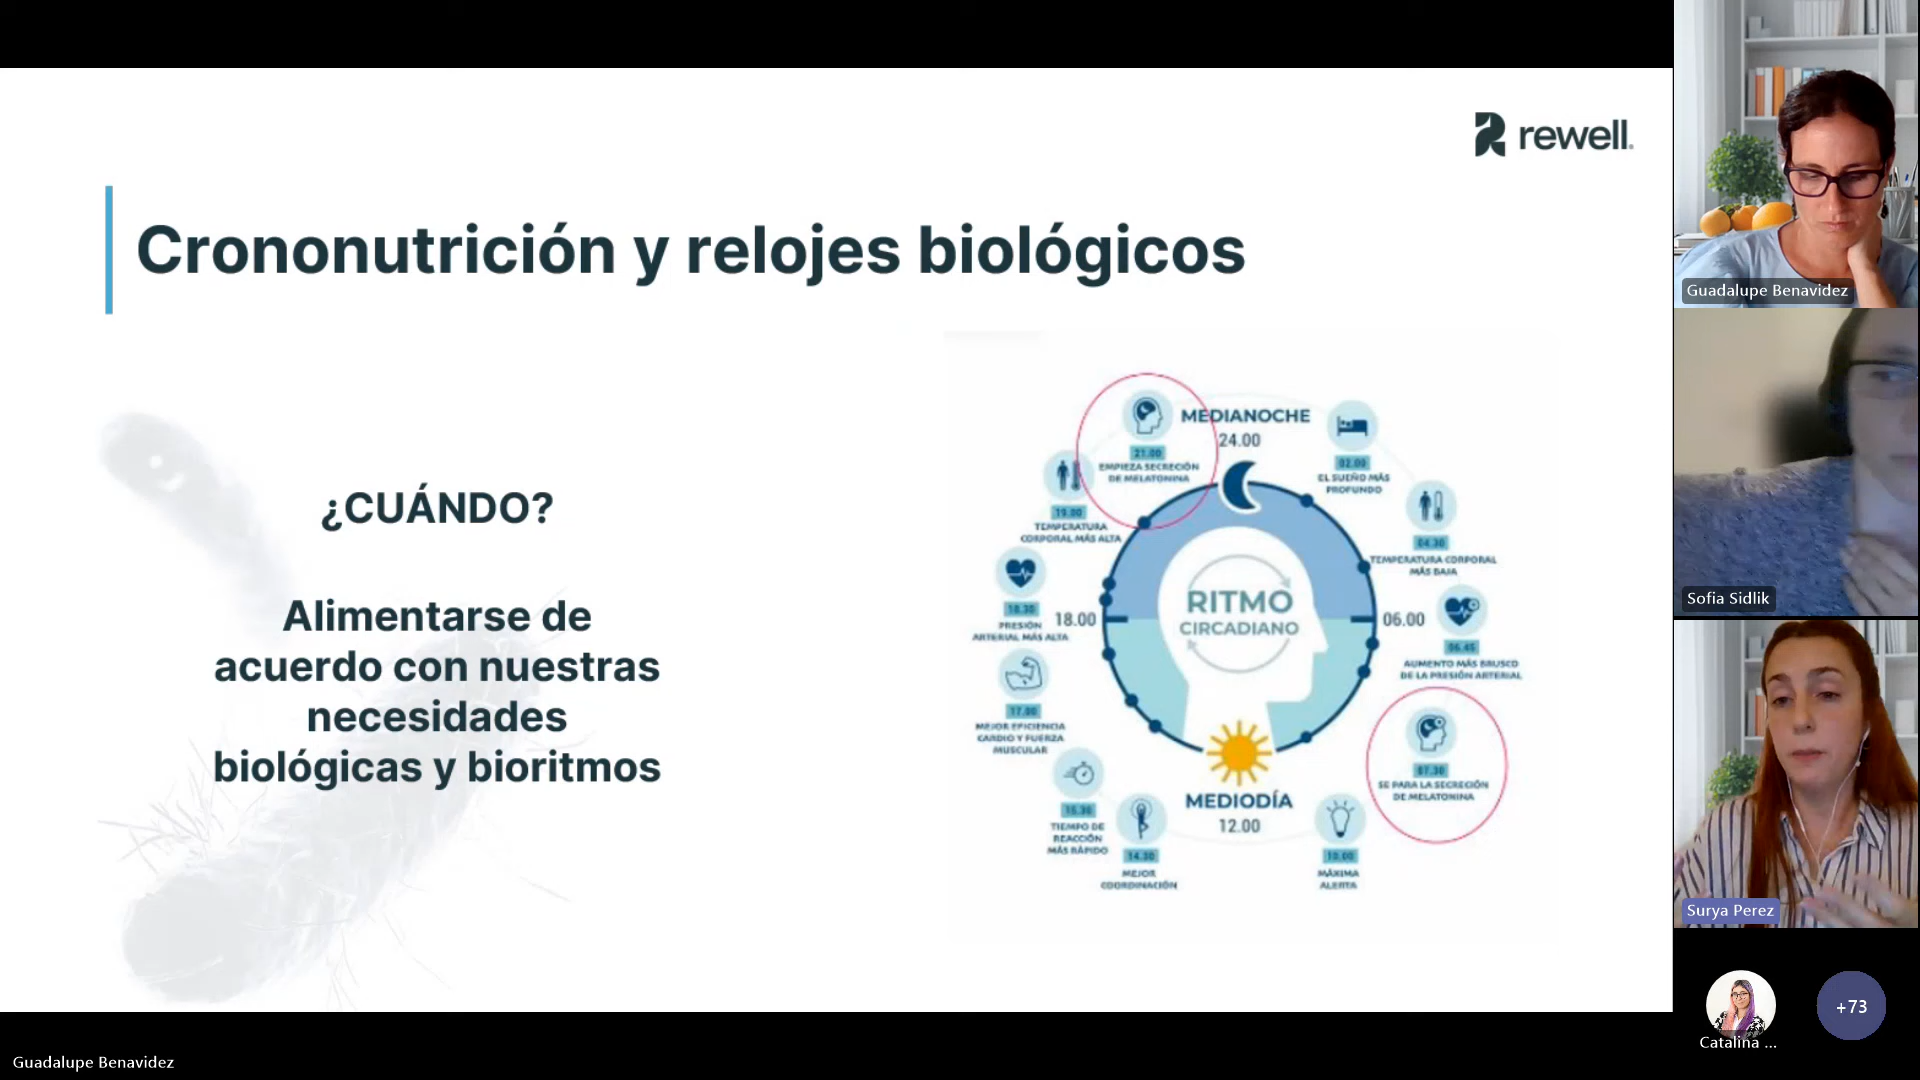 rewell.
Crononutrición y relojes biológicos
¿CUÁNDO?
Alimentarse de
acuerdo con nuestras
necesidades
biológicas y bioritmos
MEDIANOCHE
24.00
21.00
EMPIEZA SECRECIÓN
DE MELATONINA
02.00
EL SUEÑO MÁS
PROFUNDO
19.00
TEMPERATURA
CORPORAL MÁS ALTA
04.30
TEMPERATURA CORPORAL
MÁS BAJA
18.30
PRESIÓN
ARTERIAL MÁS ALTA
18.00
RITMO
CIRCADIANO
06.00
06.45
AUMENTO MÁS BRUSCO
DE LA PRESIÓN ARTERIAL
17.00
MEJOR EFICIENCIA
CARDIO Y FUERZA
MUSCULAR
07.30
SE PARA LA SECRECIÓN
DE MELATONINA
MEDIODÍA
12.00
15.30
TIEMPO DE
REACCIÓN
MÁS RÁPIDO
14.30
MEJOR
COORDINACIÓN
10.00
MÁXIMA
ALERTA
Guadalupe Benavidez
Sofia Sidlik
Surya Perez
Catalina ...
+73
Guadalupe Benavidez